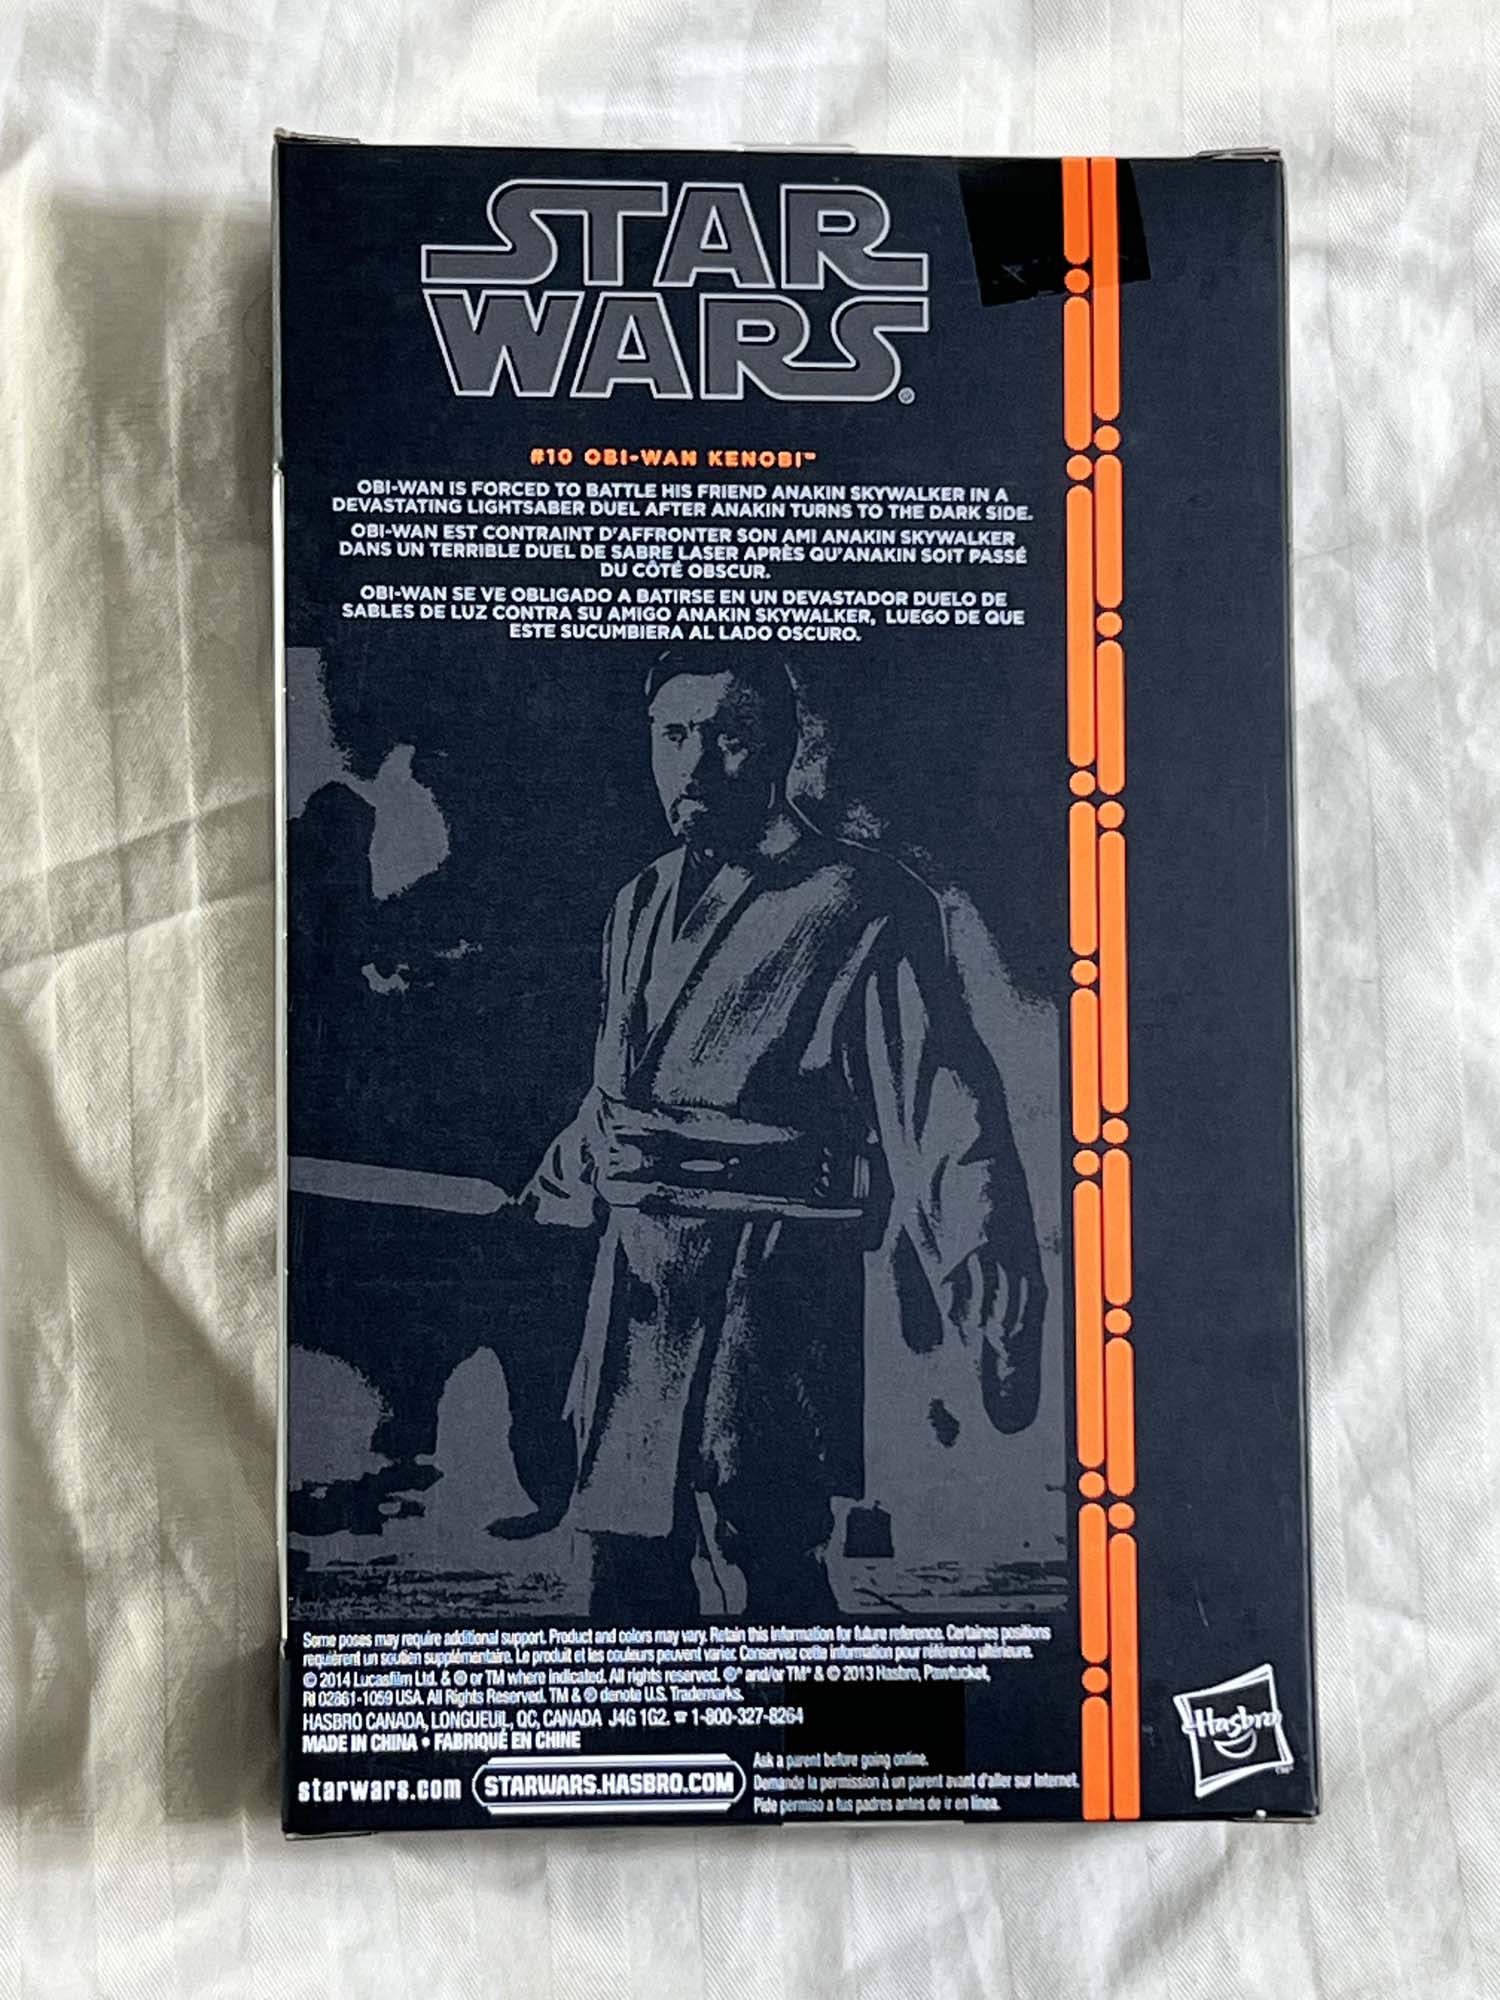 STAR
WARS®
#10 OBI-WAN KENOBI™
OBI-WAN IS FORCED TO BATTLE HIS FRIEND ANAKIN SKYWALKER IN A
DEVASTATING LIGHTSABER DUEL AFTER ANAKIN TURNS TO THE DARK SIDE.
OBI-WAN EST CONTRAINT D'AFFRONTER SON AMI ANAKIN SKYWALKER
DANS UN TERRIBLE DUEL DE SABRE LASER APRÈS QU'ANAKIN SOIT PASSÉ
DU CÔTÉ OBSCUR.
OBI-WAN SE VE OBLIGADO A BATIRSE EN UN DEVASTADOR DUELO DE
SABLES DE LUZ CONTRA SU AMIGO ANAKIN SKYWALKER, LUEGO DE QUE
ESTE SUCUMBIERA AL LADO OSCURO.
Some poses may require additional support. Product and colors may vary. Retain this information for future reference. Certaines positions
requièrent un soutien supplémentaire. Le produit et les couleurs peuvent varier. Conservez cette information pour référence ultérieure.
© 2014 Lucasfilm Ltd. & ® or TM where indicated. All rights reserved. ®* and/or TM* & © 2013 Hasbro, Pawtucket,
RI 02861-1059 USA. All Rights Reserved. TM & ® denote U.S. Trademarks.
HASBRO CANADA, LONGUEUIL, QC, CANADA J4G 1G2. ☎ 1-800-327-8264
MADE IN CHINA • FABRIQUÉ EN CHINE
starwars.com STARWARS.HASBRO.COM
Ask a parent before going online.
Demande la permission à un parent avant d'aller sur Internet.
Pide permiso a tus padres antes de ir en línea.
Hasbro